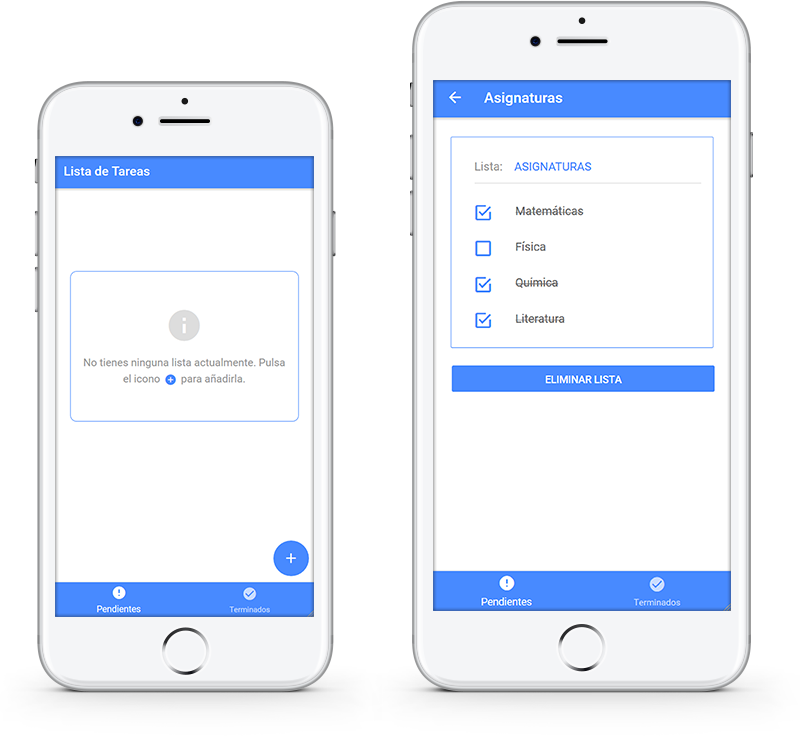 Lista de Tareas
No tienes ninguna lista actualmente. Pulsa
el icono para añadirla.
Pendientes
Terminados
Asignaturas
Lista: ASIGNATURAS
Matemáticas
Física
Química
Literatura
ELIMINAR LISTA
Pendientes
Terminados